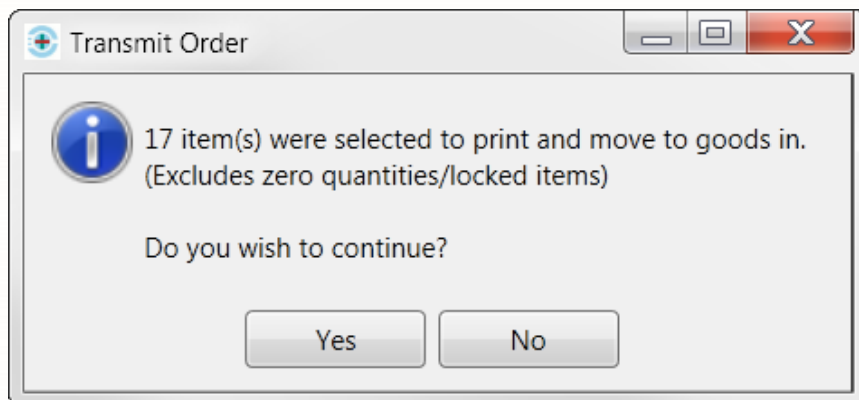 Transmit Order
17 item(s) were selected to print and move to goods in.
(Excludes zero quantities/locked items)
Do you wish to continue?
Yes
No